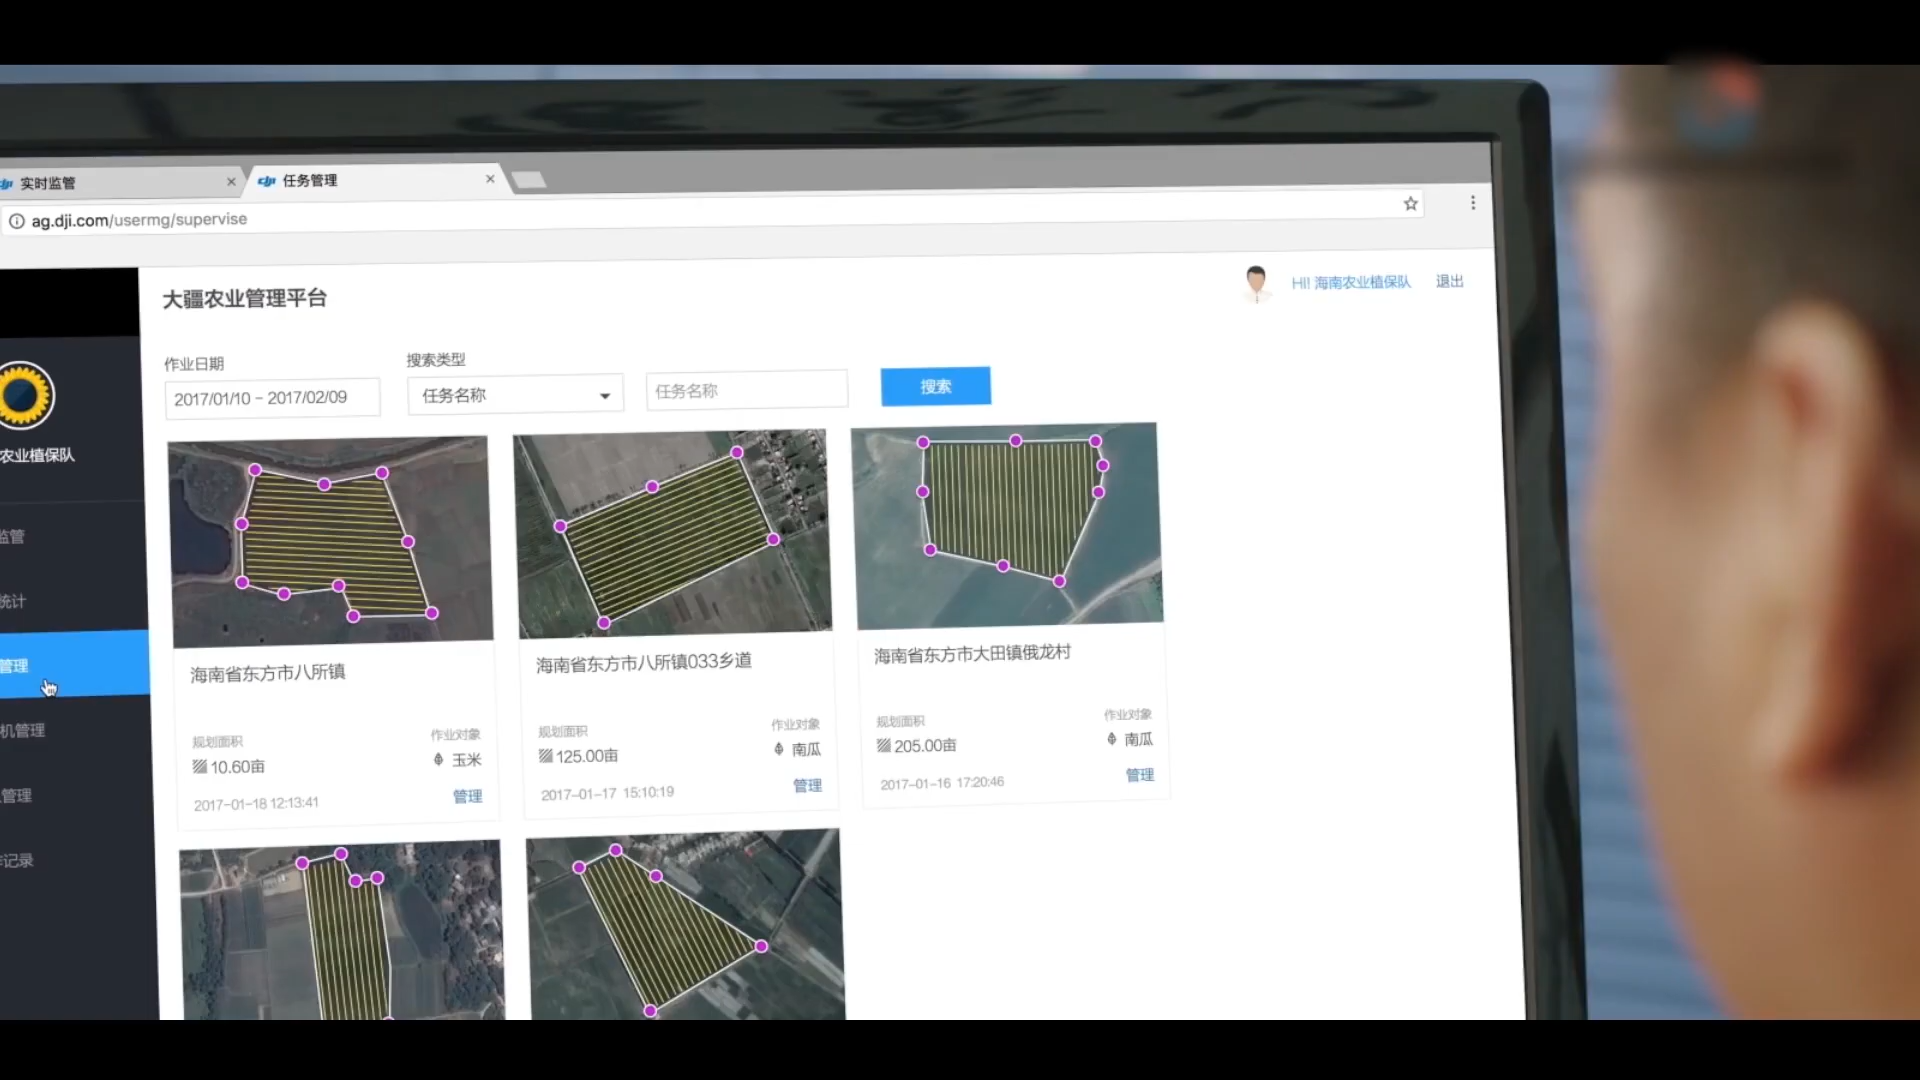 实时监管
任务管理
ag.dji.com/usermg/supervise
大疆农业管理平台
HI! 海南农业植保队
退出
作业日期
搜索类型
2017/01/10 - 2017/02/09
任务名称
任务名称
搜索
农业植保队
监管
统计
管理
机管理
管理
记录
海南省东方市八所镇
规划面积
作业对象
10.60亩
玉米
2017-01-18 12:13:41
管理
海南省东方市八所镇033乡道
规划面积
作业对象
125.00亩
南瓜
2017-01-17 15:10:19
管理
海南省东方市大田镇俄龙村
规划面积
作业对象
205.00亩
南瓜
2017-01-16 17:20:46
管理